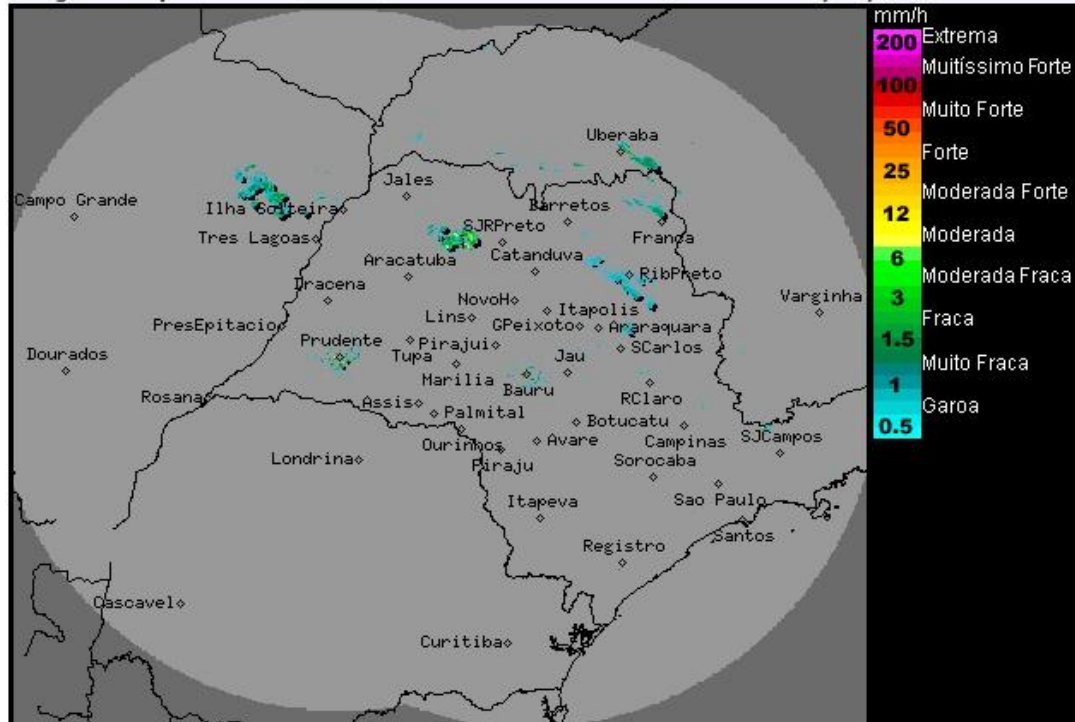 mm/h
200 Extrema
Muitíssimo Forte
100
Muito Forte
50
Forte
25
Moderada Forte
12
Moderada
6
Moderada Fraca
3
Fraca
1.5
Muito Fraca
1
Garoa
0.5
Uberaba
Jales
Campo Grande
Ilha Solteira
Barretos
SJRPreto
Franca
Tres Lagoas
Catanduva
Aracatuba
RibPreto
Dracena
Varginha
NovoH
Itapolis
Lins
PresEpitacio
GPeixoto
Araraquara
Prudente
Pirajui
SCarlos
Dourados
Tupa
Jau
Marilia
Bauru
Rosana
Assis
RClaro
Palmital
Botucatu
Ourinhos
Avare
Campinas
SJCampos
Londrina
Piraju
Sorocaba
Itapeva
Sao Paulo
Santos
Registro
Cascavel
Curitiba